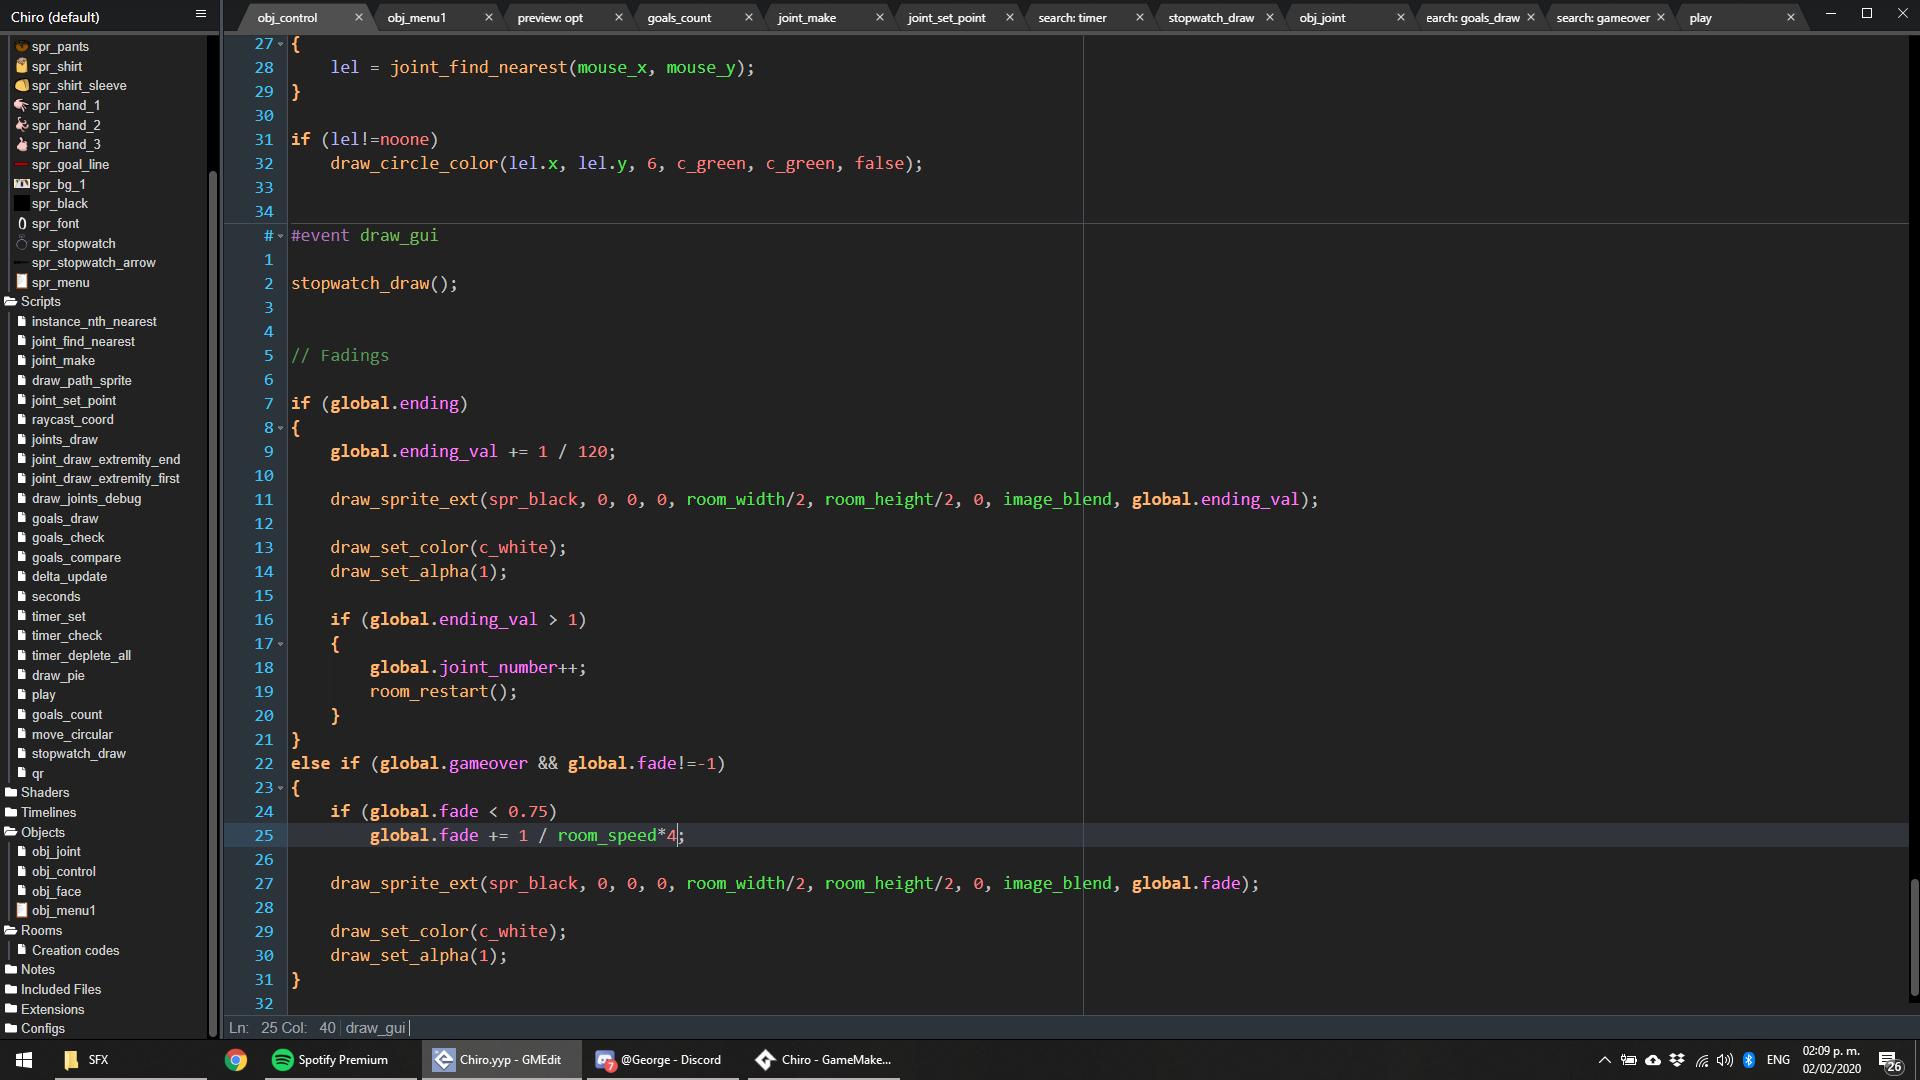 Chiro (default)
obj_control
obj_menu1
preview: opt
goals_count
joint_make
joint_set_point
search: timer
stopwatch_draw
obj_joint
earch: goals_draw
search: gameover
play
spr_pants
spr_shirt
spr_shirt_sleeve
spr_hand_1
spr_hand_2
spr_hand_3
spr_goal_line
spr_bg_1
spr_black
spr_font
spr_stopwatch
spr_stopwatch_arrow
spr_menu
Scripts
instance_nth_nearest
joint_find_nearest
joint_make
draw_path_sprite
joint_set_point
raycast_coord
joints_draw
joint_draw_extremity_end
joint_draw_extremity_first
draw_joints_debug
goals_draw
goals_check
goals_compare
delta_update
seconds
timer_set
timer_check
timer_deplete_all
draw_pie
play
goals_count
move_circular
stopwatch_draw
qr
Shaders
Timelines
Objects
obj_joint
obj_control
obj_face
obj_menu1
Rooms
Creation codes
Notes
Included Files
Extensions
Configs
27 {
28 lel = joint_find_nearest(mouse_x, mouse_y);
29 }
30
31 if (lel!=noone)
32 draw_circle_color(lel.x, lel.y, 6, c_green, c_green, false);
33
34
# #event draw_gui
1
2 stopwatch_draw();
3
4
5 // Fadings
6
7 if (global.ending)
8 {
9 global.ending_val += 1 / 120;
10
11 draw_sprite_ext(spr_black, 0, 0, 0, room_width/2, room_height/2, 0, image_blend, global.ending_val);
12
13 draw_set_color(c_white);
14 draw_set_alpha(1);
15
16 if (global.ending_val > 1)
17 {
18 global.joint_number++;
19 room_restart();
20 }
21 }
22 else if (global.gameover && global.fade!=-1)
23 {
24 if (global.fade < 0.75)
25 global.fade += 1 / room_speed*4;
26
27 draw_sprite_ext(spr_black, 0, 0, 0, room_width/2, room_height/2, 0, image_blend, global.fade);
28
29 draw_set_color(c_white);
30 draw_set_alpha(1);
31 }
32
Ln: 25 Col: 40 draw_gui
SFX
Spotify Premium
Chiro.yyp - GMEdit
7
@George - Discord
Chiro - GameMake...
ENG
02:09 p. m.
02/02/2020
26